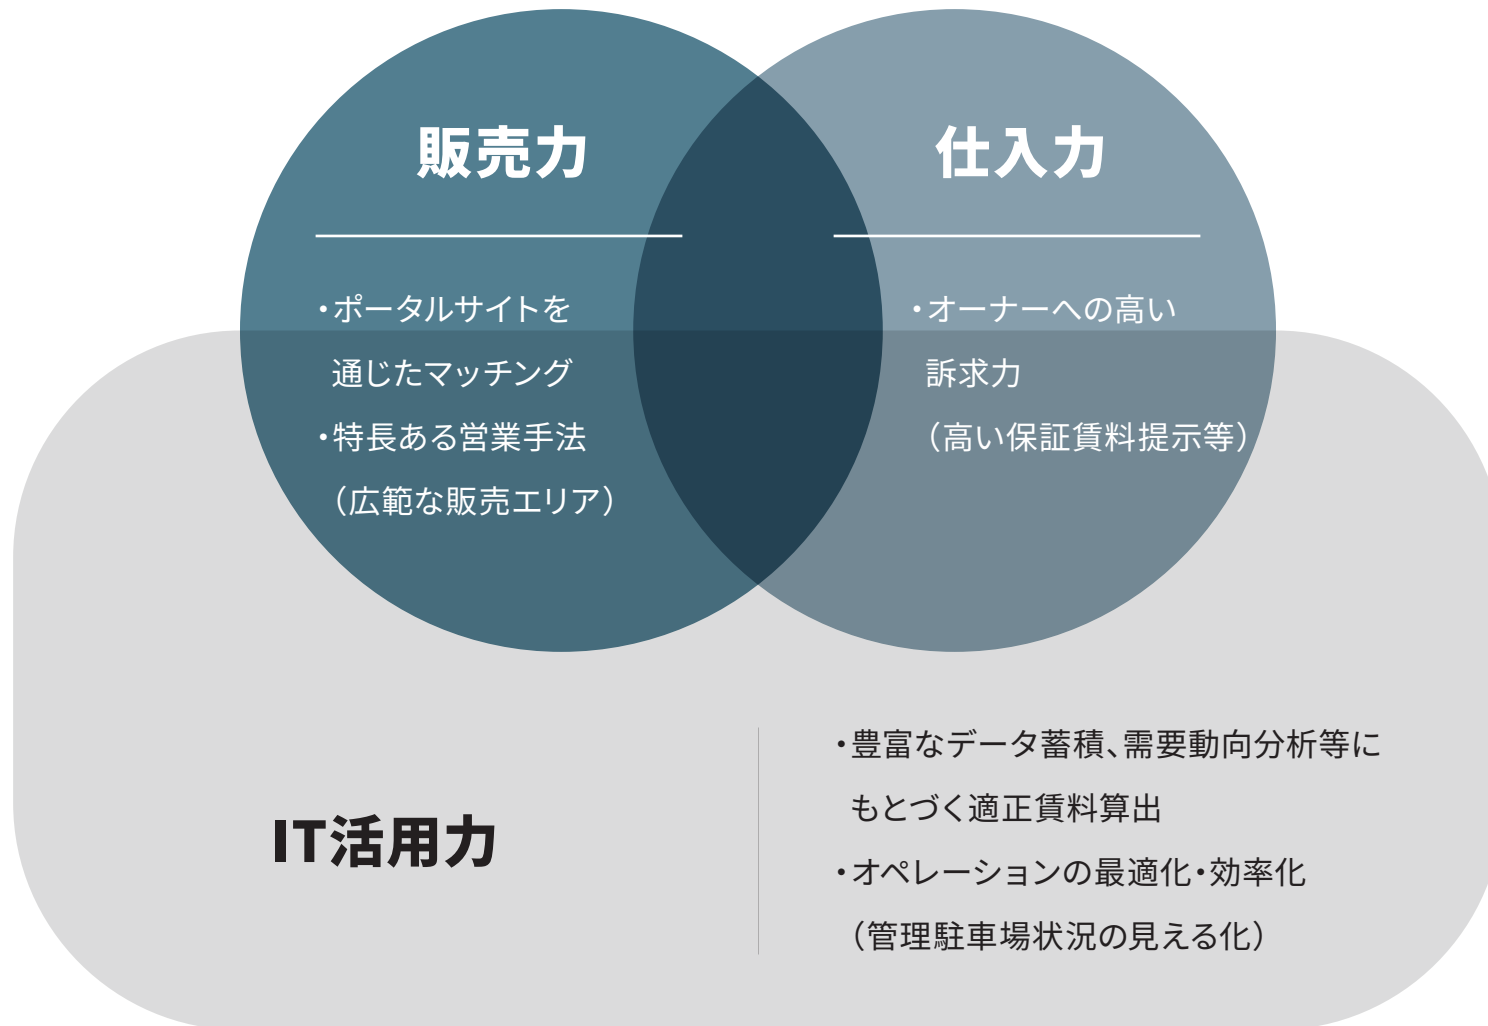 販売力
・ポータルサイトを
通じたマッチング
・特長ある営業手法
（広範な販売エリア）
仕入力
・オーナーへの高い
訴求力
（高い保証賃料提示等）
IT活用力
・豊富なデータ蓄積、需要動向分析等に
もとづく適正賃料算出
・オペレーションの最適化・効率化
（管理駐車場状況の見える化）